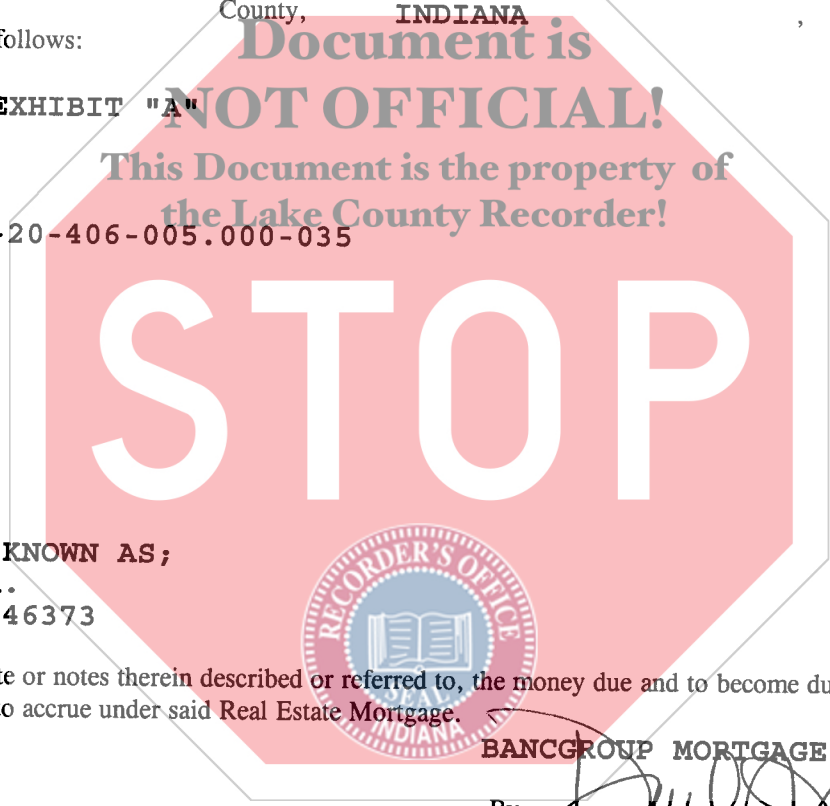 County, INDIANA ,
follows:
Document is
EXHIBIT "A"
NOT OFFICIAL!
This Document is the property of
the Lake County Recorder!
-20-406-005.000-035
STOP
KNOWN AS;
..
46373
RECORDER'S OFFICE
SEAL
INDIANA
te or notes therein described or referred to, the money due and to become du
o accrue under said Real Estate Mortgage.
BANCGROUP MORTGAGE
By